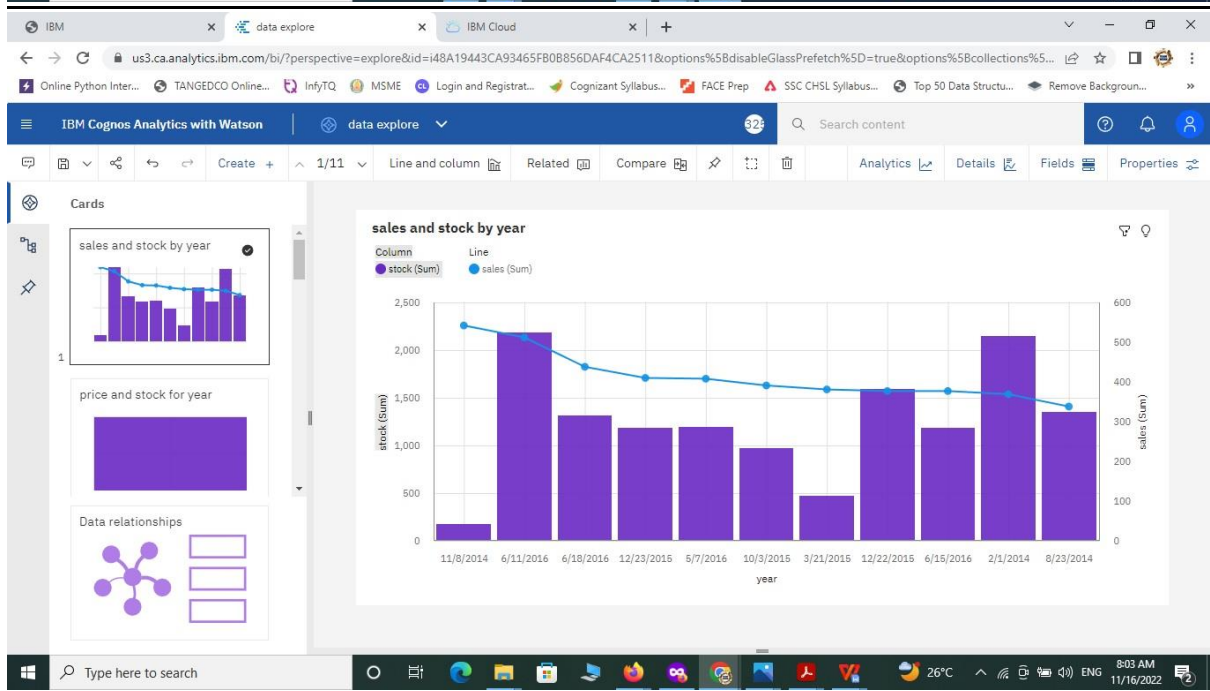 IBM
data explore
IBM Cloud
us3.ca.analytics.ibm.com/bi/?perspective=explore&id=i48A19443CA93465FB0B856DAF4CA2511&options%5BdisableGlassPrefetch%5D=true&options%5Bcollections%5...
Online Python Inter... TANGEDCO Online... InfyTQ MSME Login and Registrat... Cognizant Syllabus... FACE Prep SSC CHSL Syllabus... Top 50 Data Structu... Remove Backgroun... »
IBM Cognos Analytics with Watson data explore Search content
Create + 1/11 Line and column Related Compare Analytics Details Fields Properties
Cards
sales and stock by year
1
price and stock for year
Data relationships
sales and stock by year
Column Line
stock (Sum) sales (Sum)
2,500
2,000
1,500
1,000
500
0
stock (Sum)
600
500
400
300
200
100
0
sales (Sum)
11/8/2014 6/11/2016 6/18/2016 12/23/2015 5/7/2016 10/3/2015 3/21/2015 12/22/2015 6/15/2016 2/1/2014 8/23/2014
year
Type here to search
26°C ENG 8:03 AM
11/16/2022
2